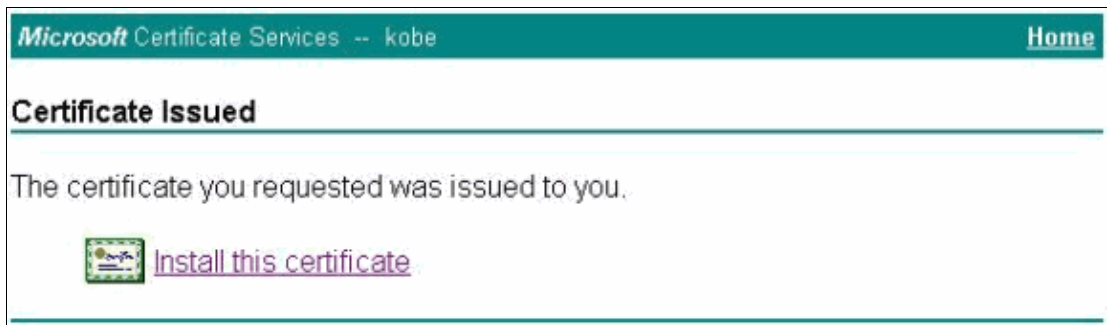 Microsoft Certificate Services -- kobe Home
Certificate Issued
The certificate you requested was issued to you.
Install this certificate